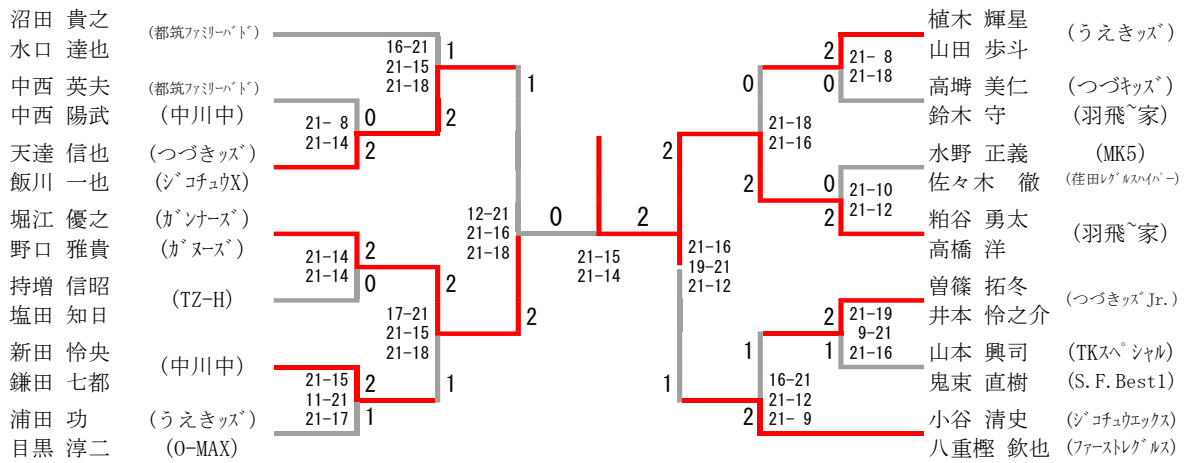 沼田 貴之
(都筑ファミリーバド)
水口 達也
中西 英夫 (都筑ファミリーバド)
中西 陽武 (中川中)
天達 信也 (つづきッズ)
飯川 一也 (ジコチュウX)
堀江 優之 (ガンナーズ)
野口 雅貴 (ガヌーズ)
持増 信昭
(TZ-H)
塩田 知日
新田 怜央
(中川中)
鎌田 七都
浦田 功 (うえきッズ)
目黒 淳二 (O-MAX)
16-21
21-15
21-18
1
2
21- 8
21-14
0
2
21-14
21-14
2
0
17-21
21-15
21-18
2
1
21-15
11-21
21-17
2
1
12-21
21-16
21-18
1
2
0
2
21-15
21-14
21-16
19-21
21-12
2
1
0
2
21-18
21-16
2
0
21- 8
21-18
0
2
21-10
21-12
1
2
16-21
21-12
21- 9
2
1
21-19
9-21
21-16
植木 輝星
(うえきッズ)
山田 歩斗
高塒 美仁 (つづキッズ)
鈴木 守 (羽飛~家)
水野 正義 (MK5)
佐々木 徹 (荏田レグルスハイパー)
粕谷 勇太
(羽飛~家)
高橋 洋
曽篠 拓冬
(つづきッズJr.)
井本 怜之介
山本 興司 (TKスペシャル)
鬼束 直樹 (S.F.Best1)
小谷 清史 (ジコチュウエックス)
八重樫 欽也 (ファーストレグルス)